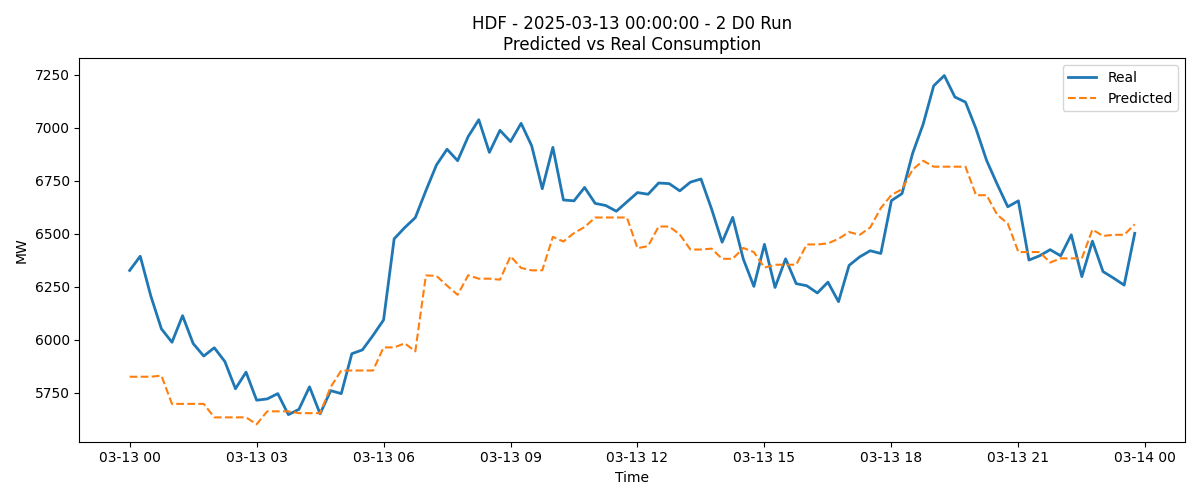 HDF - 2025-03-13 00:00:00 - 2 D0 Run
Predicted vs Real Consumption
Real
Predicted
MW
7250
7000
6750
6500
6250
6000
5750
03-13 00
03-13 03
03-13 06
03-13 09
03-13 12
03-13 15
03-13 18
03-13 21
03-14 00
Time